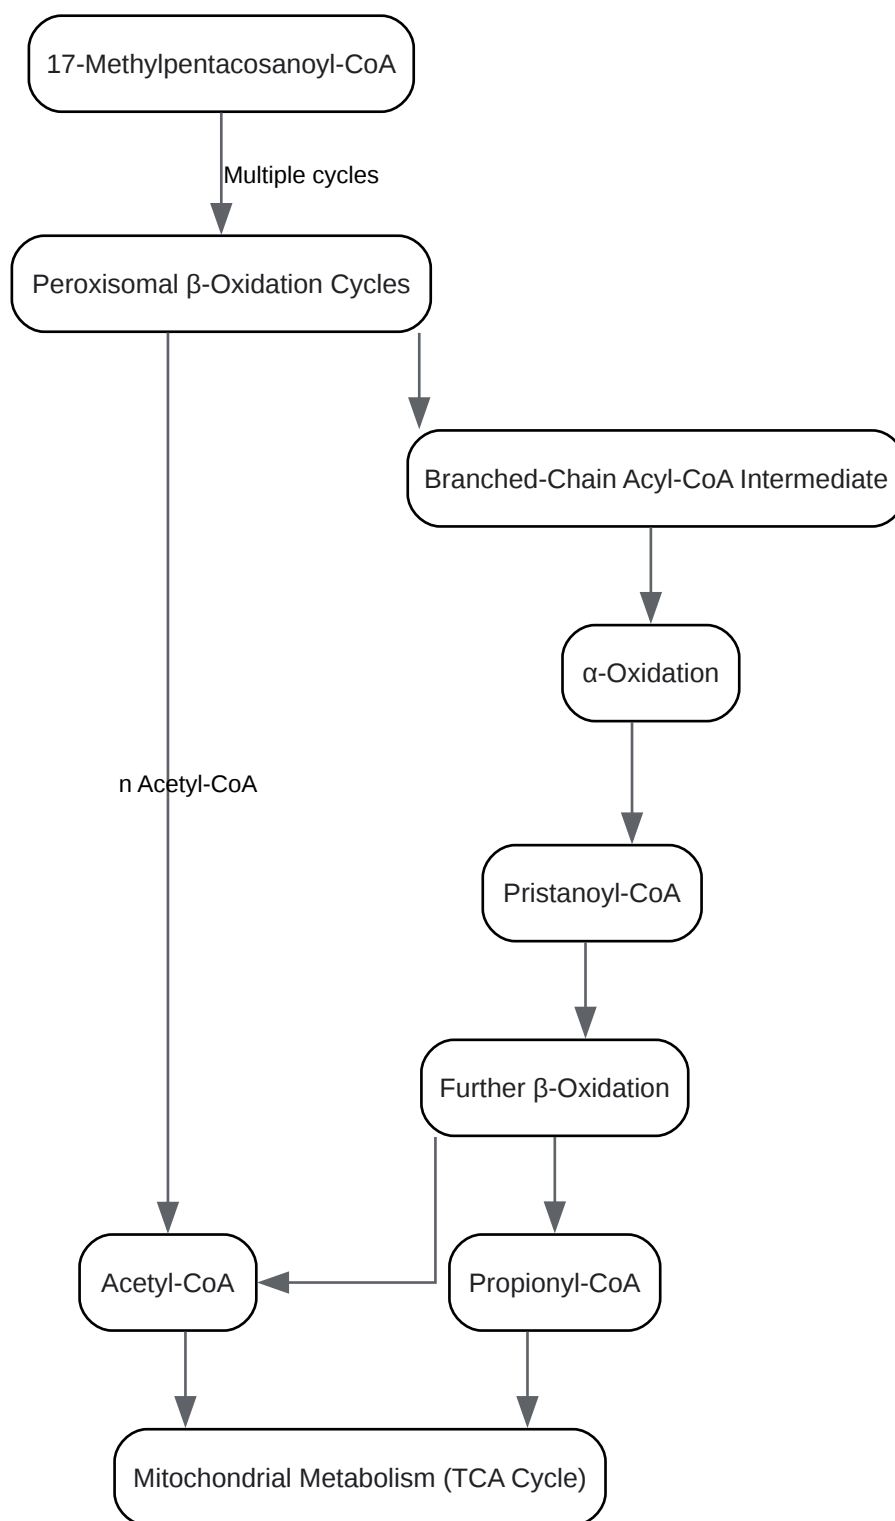 17-Methylpentacosanoyl-CoA
Multiple cycles
Peroxisomal β-Oxidation Cycles
Branched-Chain Acyl-CoA Intermediate
α-Oxidation
n Acetyl-CoA
Pristanoyl-CoA
Further β-Oxidation
Acetyl-CoA
Propionyl-CoA
Mitochondrial Metabolism (TCA Cycle)